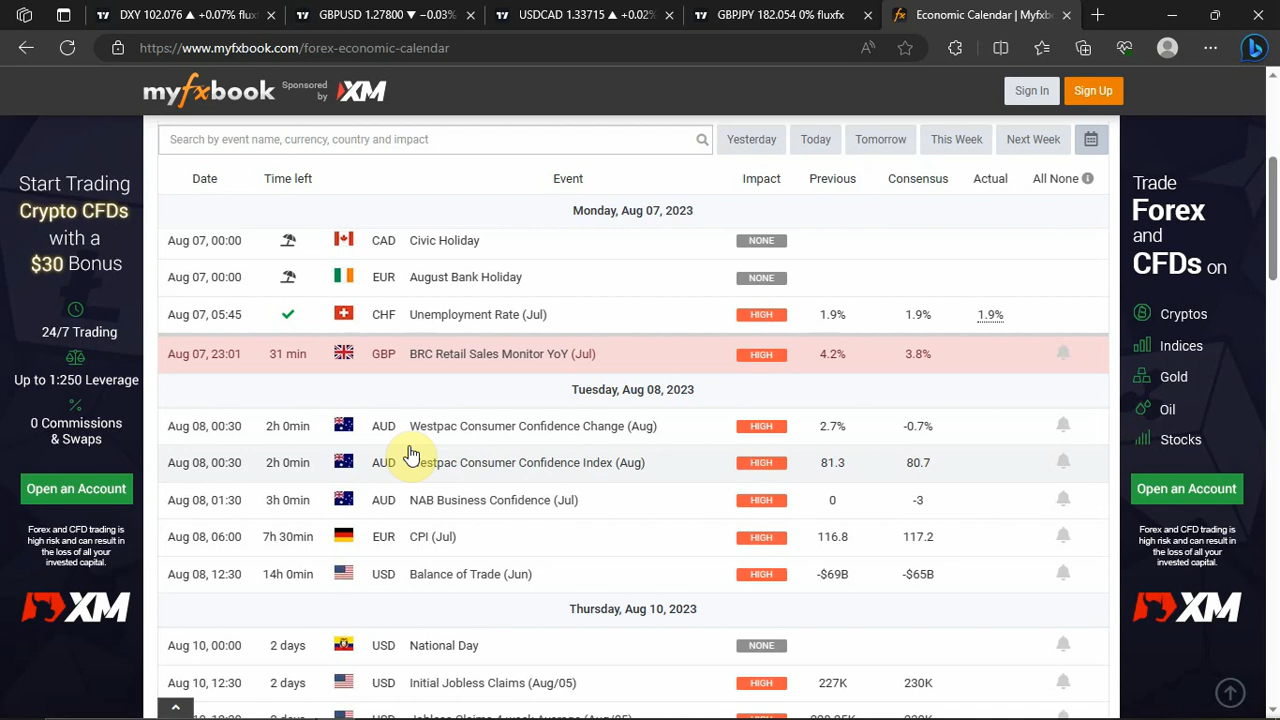 DXY 102.076 ▲ +0.07% flusfx
GBPUSD 1.27800 ▼ −0.03%
USDCAD 1.33715 ▲ +0.02%
GBPJPY 182.054 0% flusfx
Economic Calendar | Myfxb
https://www.myfxbook.com/forex-economic-calendar
myfxbook Sponsored by XM
Sign In Sign Up
Search by event name, currency, country and impact
Yesterday Today Tomorrow This Week Next Week
Date Time left Event Impact Previous Consensus Actual All None
Monday, Aug 07, 2023
Aug 07, 00:00 CAD Civic Holiday NONE
Aug 07, 00:00 EUR August Bank Holiday NONE
Aug 07, 05:45 CHF Unemployment Rate (Jul) HIGH 1.9% 1.9% 1.9%
Aug 07, 23:01 31 min GBP BRC Retail Sales Monitor YoY (Jul) HIGH 4.2% 3.8%
Tuesday, Aug 08, 2023
Aug 08, 00:30 2h 0min AUD Westpac Consumer Confidence Change (Aug) HIGH 2.7% -0.7%
Aug 08, 00:30 2h 0min AUD Westpac Consumer Confidence Index (Aug) HIGH 81.3 80.7
Aug 08, 01:30 3h 0min AUD NAB Business Confidence (Jul) HIGH 0 -3
Aug 08, 06:00 7h 30min EUR CPI (Jul) HIGH 116.8 117.2
Aug 08, 12:30 14h 0min USD Balance of Trade (Jun) HIGH -$69B -$65B
Thursday, Aug 10, 2023
Aug 10, 00:00 2 days USD National Day NONE
Aug 10, 12:30 2 days USD Initial Jobless Claims (Aug/05) HIGH 227K 230K
Start Trading
Crypto CFDs
with a
$30 Bonus
24/7 Trading
Up to 1:250 Leverage
0 Commissions
& Swaps
Open an Account
Forex and CFD trading is
high risk and can result in
the loss of all your
invested capital.
XM
Trade
Forex
and
CFDs on
Cryptos
Indices
Gold
Oil
Stocks
Open an Account
Forex and CFD trading is
high risk and can result in
the loss of all your
invested capital.
XM